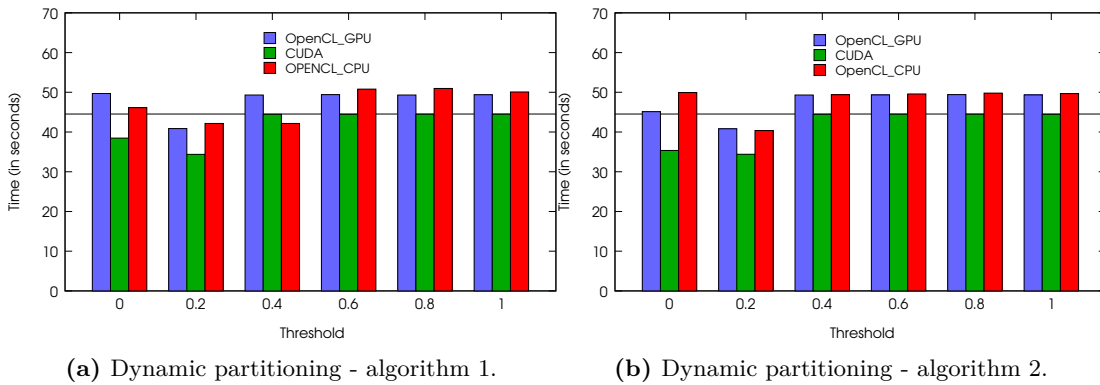 70
60
50
40
30
20
10
0
Time (in seconds)
OpenCL_GPU
CUDA
OPENCL_CPU
0 0.2 0.4 0.6 0.8 1
Threshold
(a) Dynamic partitioning - algorithm 1.
70
60
50
40
30
20
10
0
Time (in seconds)
OpenCL_GPU
CUDA
OpenCL_CPU
0 0.2 0.4 0.6 0.8 1
Threshold
(b) Dynamic partitioning - algorithm 2.